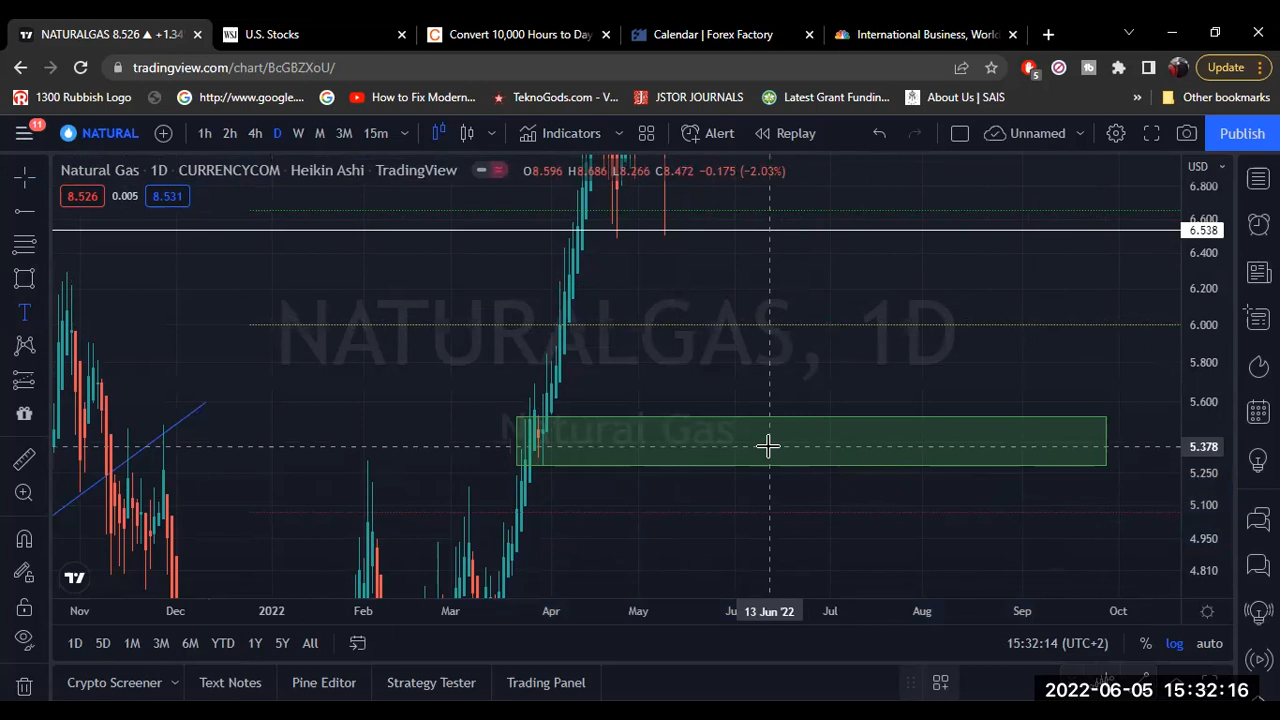 NATURALGAS 8.526 ▲ +1.34
WSJ U.S. Stocks
C Convert 10,000 Hours to Day
Calendar | Forex Factory
International Business, World
tradingview.com/chart/BcGBZXoU/
5
Update
1300 Rubbish Logo
http://www.google....
How to Fix Modern...
TeknoGods.com - V...
JSTOR JOURNALS
Latest Grant Fundin...
About Us | SAIS
»
Other bookmarks
11
NATURAL
1h 2h 4h D W M 3M 15m
Indicators
Alert
Replay
Unnamed
Publish
Natural Gas · 1D · CURRENCYCOM · Heikin Ashi · TradingView
O8.596 H8.686 L8.266 C8.472 −0.175 (−2.03%)
USD
8.526 0.005 8.531
6.800
6.600
6.538
6.400
6.200
6.000
5.800
5.600
5.378
5.250
5.100
4.950
4.810
NATURALGAS, 1D
Natural Gas
T
Nov Dec 2022 Feb Mar Apr May Ju 13 Jun '22 Jul Aug Sep Oct
1D 5D 1M 3M 6M YTD 1Y 5Y All
15:32:14 (UTC+2) % log auto
Crypto Screener Text Notes Pine Editor Strategy Tester Trading Panel
2022-06-05 15:32:16